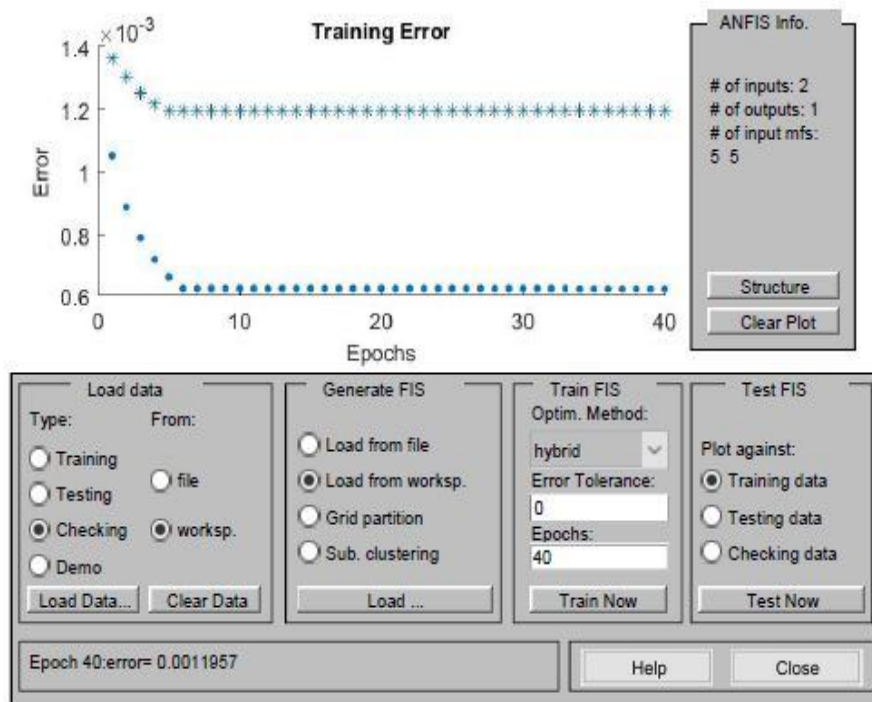 × 10^-3
Training Error
1.4
1.2
1
0.8
0.6
Error
0
10
20
30
40
Epochs
ANFIS Info.
# of inputs: 2
# of outputs: 1
# of input mfs:
5 5
Structure
Clear Plot
Load data
Type:
From:
Training
Testing
Checking
Demo
file
worksp.
Load Data...
Clear Data
Generate FIS
Load from file
Load from worksp.
Grid partition
Sub. clustering
Load ...
Train FIS
Optim. Method:
hybrid
Error Tolerance:
0
Epochs:
40
Train Now
Test FIS
Plot against:
Training data
Testing data
Checking data
Test Now
Epoch 40:error= 0.0011957
Help
Close